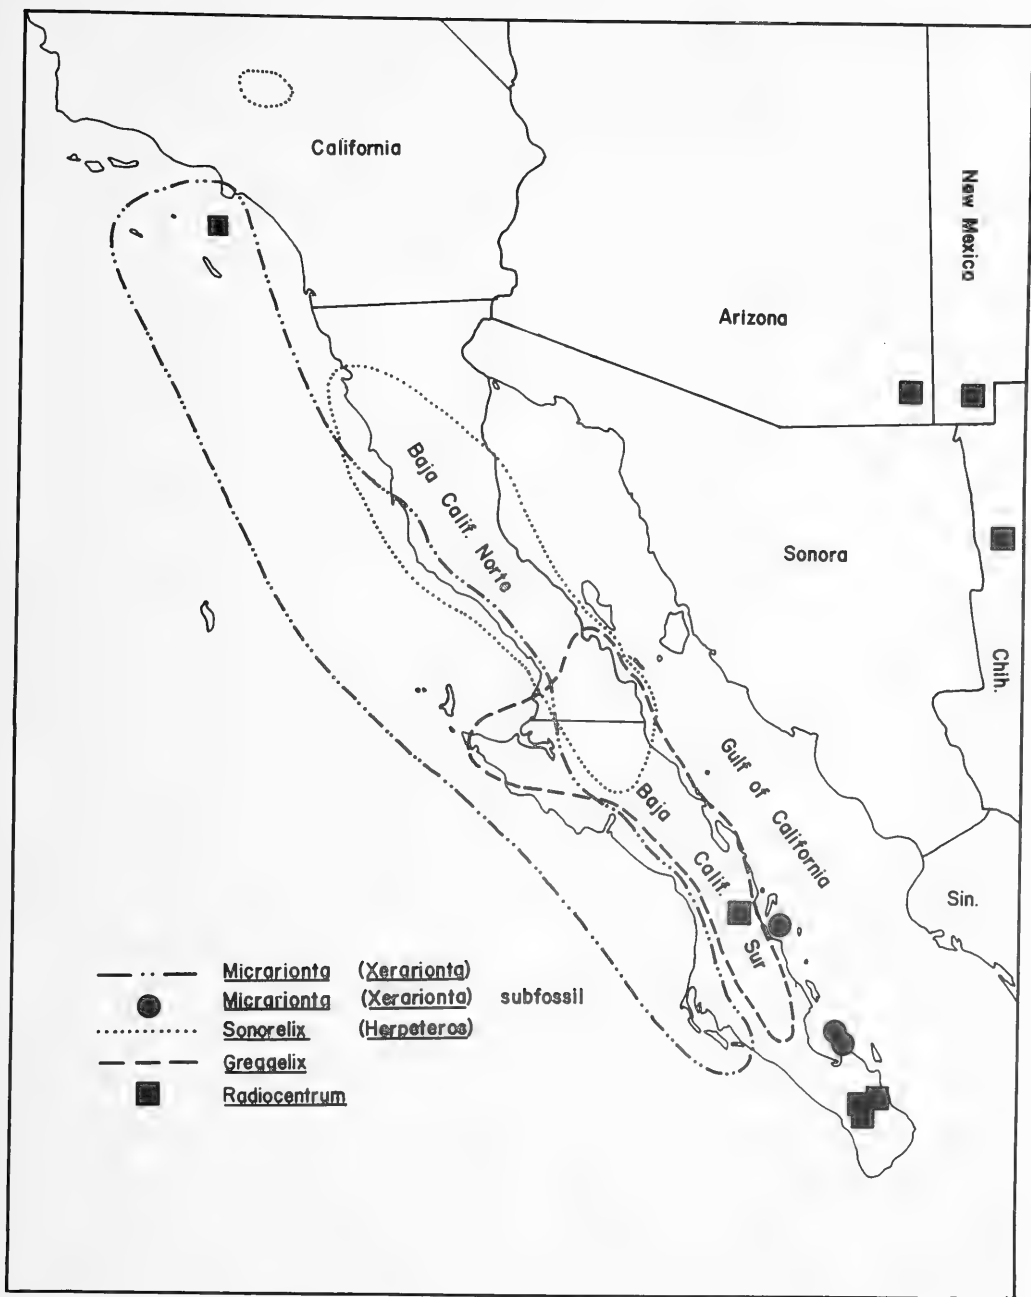 California
New Mexico
Arizona
Baja Calif. Norte
Sonora
Chih.
Gulf of California
Baja Calif. Sur
Sin.
Micrarionta (Xerarionta)
Micrarionta (Xerarionta) subfossil
Sonorelix (Herpeteros)
Greggelix
Radiocentrum